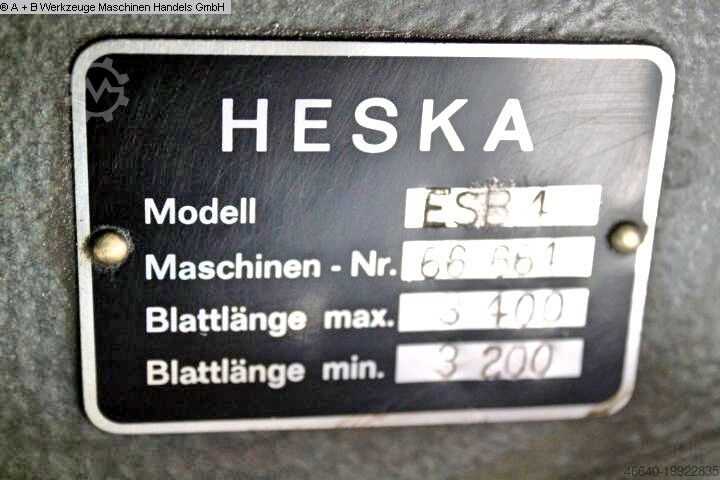 © A + B Werkzeuge Maschinen Handels GmbH
HESKA
Modell ESB 1
Maschinen - Nr. 66 661
Blattlänge max. 3 400
Blattlänge min. 3 200
46640-19922835